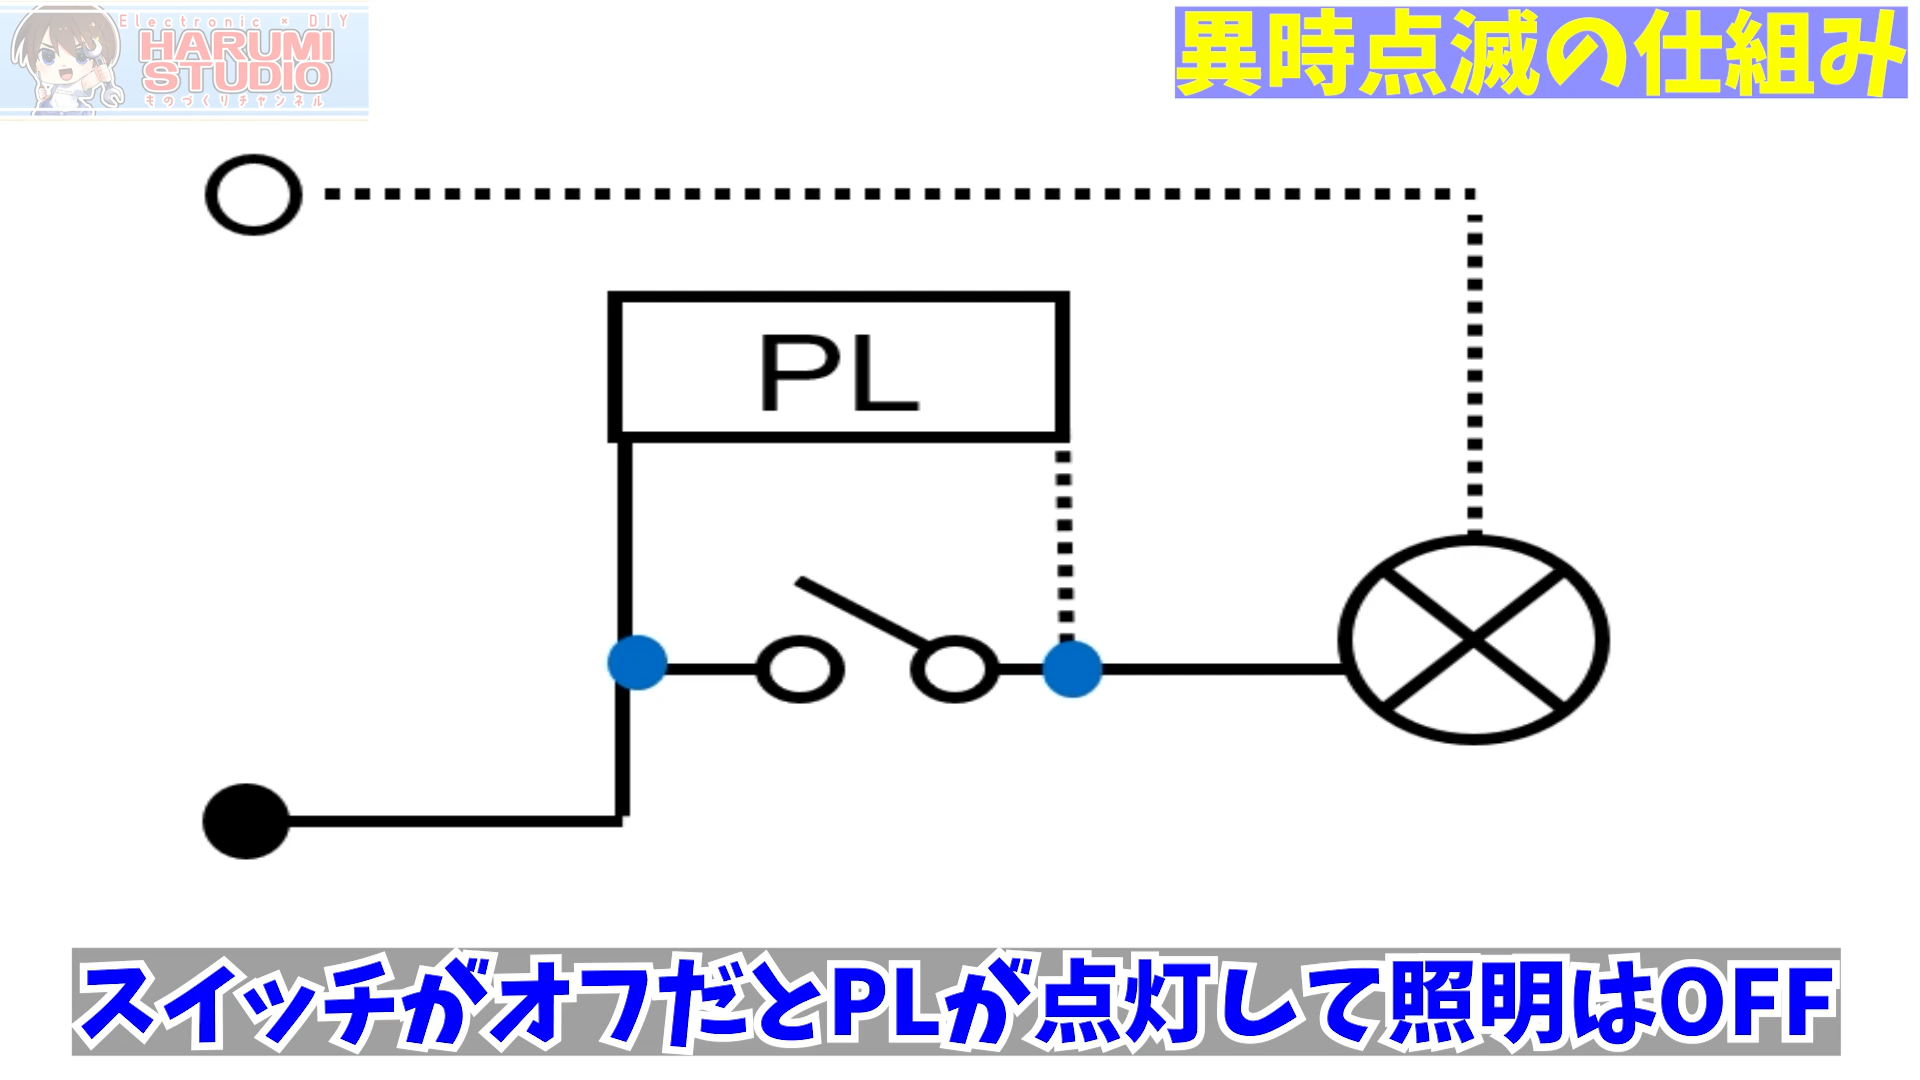 Electronic × DIY
HARUMI
STUDIO
ものづくりチャンネル
異時点滅の仕組み
PL
スイッチがオフだとPLが点灯して照明はOFF